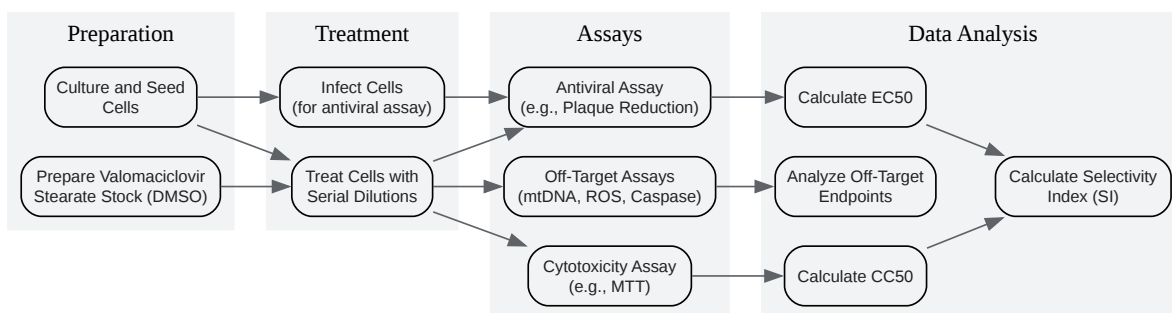 Preparation
Treatment
Assays
Data Analysis
Culture and Seed
Cells
Infect Cells
(for antiviral assay)
Antiviral Assay
(e.g., Plaque Reduction)
Calculate EC50
Prepare Valomaciclovir
Stearate Stock (DMSO)
Treat Cells with
Serial Dilutions
Off-Target Assays
(mtDNA, ROS, Caspase)
Analyze Off-Target
Endpoints
Calculate Selectivity
Index (SI)
Cytotoxicity Assay
(e.g., MTT)
Calculate CC50